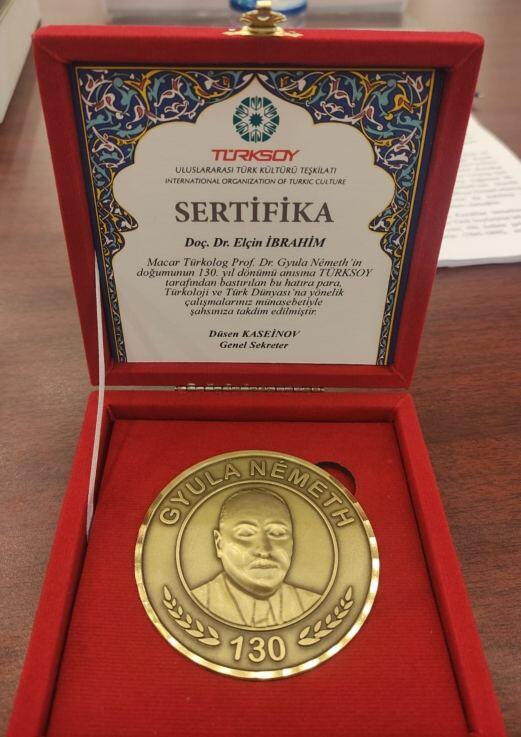 TÜRKSOY
ULUSLARARASI TÜRK KÜLTÜRÜ TEŞKİLATI
INTERNATIONAL ORGANIZATION OF TURKIC CULTURE
SERTİFİKA
Doç. Dr. Elçin İBRAHİM
Macar Türkolog Prof. Dr. Gyula Németh'in
doğumunun 130. yıl dönümü anısına TÜRKSOY
tarafından bastırılan bu hatıra para,
Türkoloji ve Türk Dünyası'na yönelik
çalışmalarınız münasebetiyle
şahsınıza takdim edilmiştir.
Düsen KASEİNOV
Genel Sekreter
GYULA NÉMETH
130